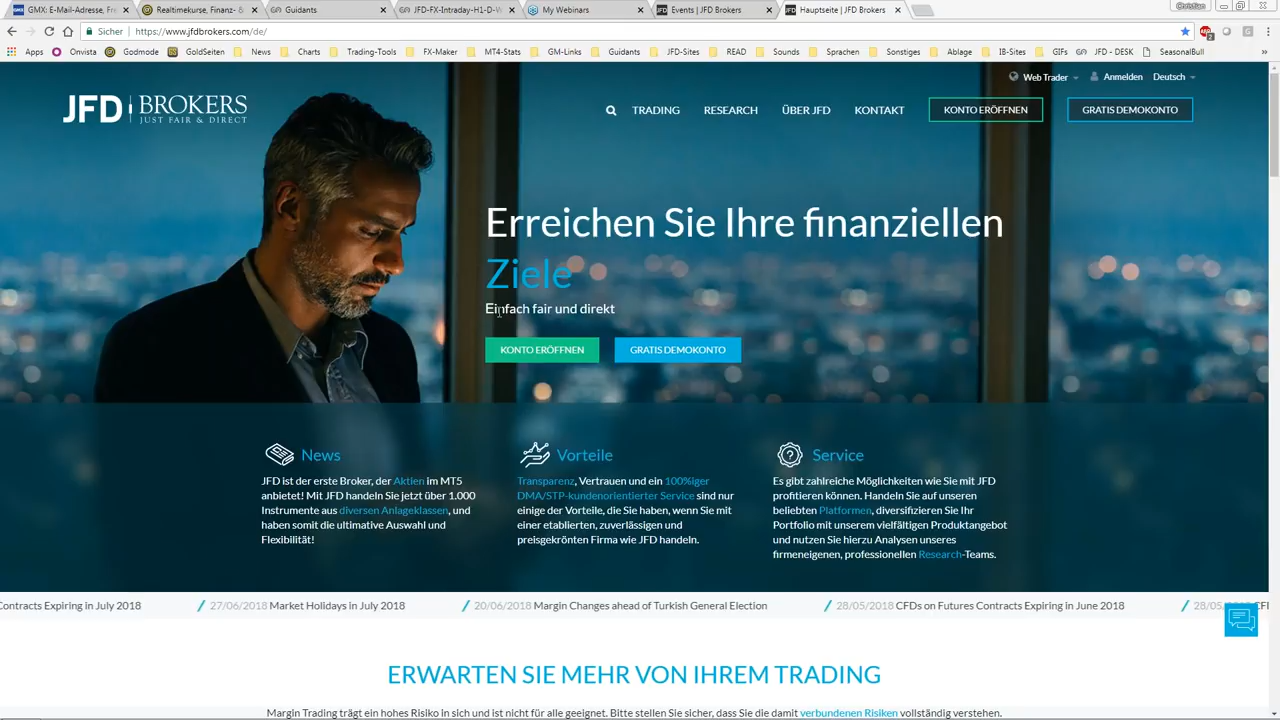 GMX: E-Mail-Adresse, Fre
Realtimekurse, Finanz- &
Guidants
JFD-FX-Intraday-H1-D-W
My Webinars
Events | JFD Brokers
Hauptseite | JFD Brokers
Christian
Sicher
https://www.jfdbrokers.com/de/
Apps
Onvista
Godmode
GoldSeiten
News
Charts
Trading-Tools
FX-Maker
MT4-Stats
GM-Links
Guidants
JFD-Sites
READ
Sounds
Sprachen
Sonstiges
Ablage
IB-Sites
GIFs
JFD - DESK
SeasonalBull
Web Trader
Anmelden
Deutsch
JFD BROKERS
JUST FAIR & DIRECT
TRADING
RESEARCH
ÜBER JFD
KONTAKT
KONTO ERÖFFNEN
GRATIS DEMOKONTO
Erreichen Sie Ihre finanziellen
Ziele
Einfach fair und direkt
KONTO ERÖFFNEN
GRATIS DEMOKONTO
News
JFD ist der erste Broker, der Aktien im MT5
anbietet! Mit JFD handeln Sie jetzt über 1.000
Instrumente aus diversen Anlageklassen, und
haben somit die ultimative Auswahl und
Flexibilität!
Vorteile
Transparenz, Vertrauen und ein 100%iger
DMA/STP-kundenorientierter Service sind nur
einige der Vorteile, die Sie haben, wenn Sie mit
einer etablierten, zuverlässigen und
preisgekrönten Firma wie JFD handeln.
Service
Es gibt zahlreiche Möglichkeiten wie Sie mit JFD
profitieren können. Handeln Sie auf unseren
beliebten Platformen, diversifizieren Sie Ihr
Portfolio mit unserem vielfältigen Produktangebot
und nutzen Sie hierzu Analysen unseres
firmeneigenen, professionellen Research-Teams.
Contracts Expiring in July 2018
27/06/2018 Market Holidays in July 2018
20/06/2018 Margin Changes ahead of Turkish General Election
28/05/2018 CFDs on Futures Contracts Expiring in June 2018
28/05
ERWARTEN SIE MEHR VON IHREM TRADING
Margin Trading trägt ein hohes Risiko in sich und ist nicht für alle geeignet. Bitte stellen Sie sicher, dass Sie die damit verbundenen Risiken vollständig verstehen.